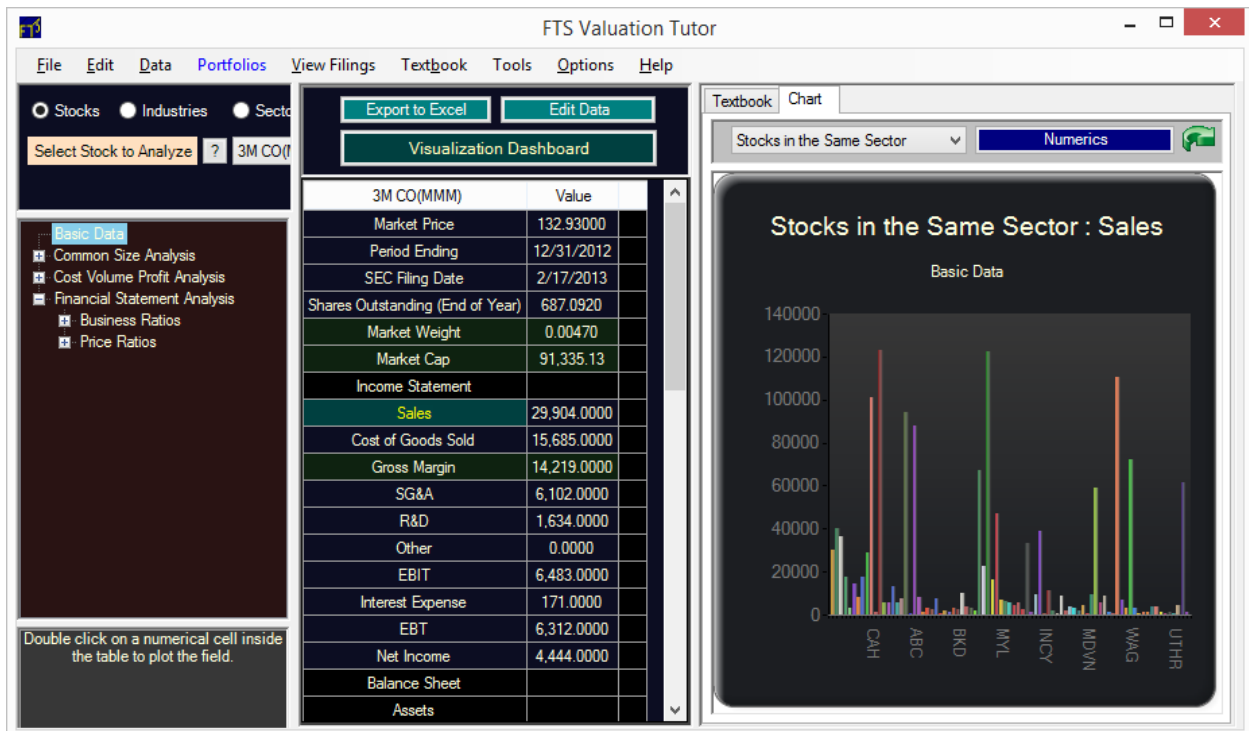 FTS
FTS Valuation Tutor
File Edit Data Portfolios View Filings Textbook Tools Options Help
Stocks Industries Secto
Select Stock to Analyze ? 3M CO(M
Basic Data
Common Size Analysis
Cost Volume Profit Analysis
Financial Statement Analysis
Business Ratios
Price Ratios
Double click on a numerical cell inside
the table to plot the field.
Export to Excel Edit Data
Visualization Dashboard
3M CO(MMM) Value
Market Price 132.93000
Period Ending 12/31/2012
SEC Filing Date 2/17/2013
Shares Outstanding (End of Year) 687.0920
Market Weight 0.00470
Market Cap 91,335.13
Income Statement
Sales 29,904.0000
Cost of Goods Sold 15,685.0000
Gross Margin 14,219.0000
SG&A 6,102.0000
R&D 1,634.0000
Other 0.0000
EBIT 6,483.0000
Interest Expense 171.0000
EBT 6,312.0000
Net Income 4,444.0000
Balance Sheet
Assets
Textbook Chart
Stocks in the Same Sector Numerics
Stocks in the Same Sector : Sales
Basic Data
140000
120000
100000
80000
60000
40000
20000
0
CAH ABC BKD MYL INCY MDVN WAG UTHR